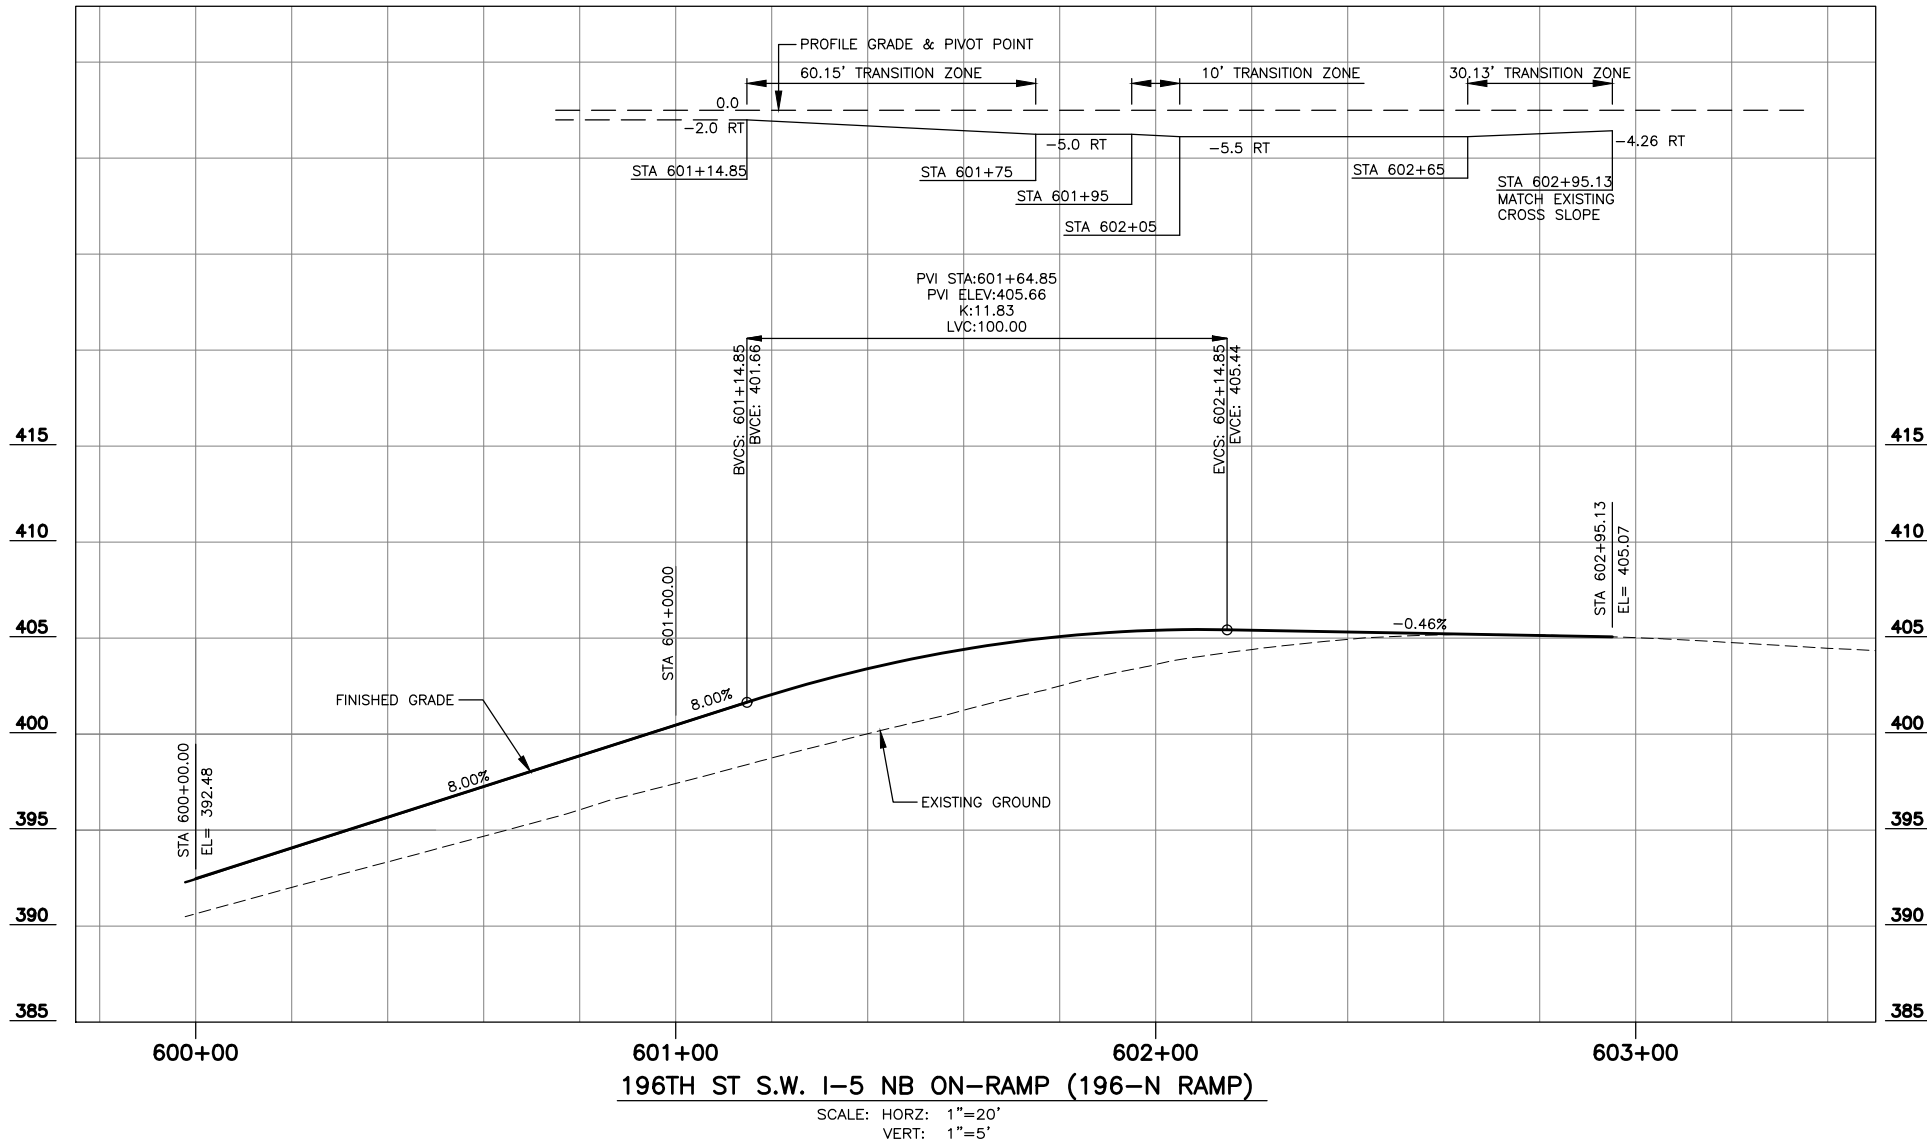 PROFILE GRADE & PIVOT POINT
60.15' TRANSITION ZONE
10' TRANSITION ZONE
30.13' TRANSITION ZONE
0.0
-2.0 RT
-5.0 RT
-5.5 RT
-4.26 RT
STA 601+14.85
STA 601+75
STA 601+95
STA 602+05
STA 602+65
STA 602+95.13
MATCH EXISTING
CROSS SLOPE
PVI STA:601+64.85
PVI ELEV:405.66
K:11.83
LVC:100.00
BVCS: 601+14.85
BVCE: 401.66
EVCS: 602+14.85
EVCE: 405.44
415
415
410
410
STA 602+95.13
EL= 405.07
405
405
STA 601+00.00
-0.46%
8.00%
FINISHED GRADE
400
400
STA 600+00.00
EL= 392.48
8.00%
EXISTING GROUND
395
395
390
390
385
385
600+00
601+00
602+00
603+00
196TH ST S.W. I-5 NB ON-RAMP (196-N RAMP)
SCALE: HORZ: 1"=20'
VERT: 1"=5'